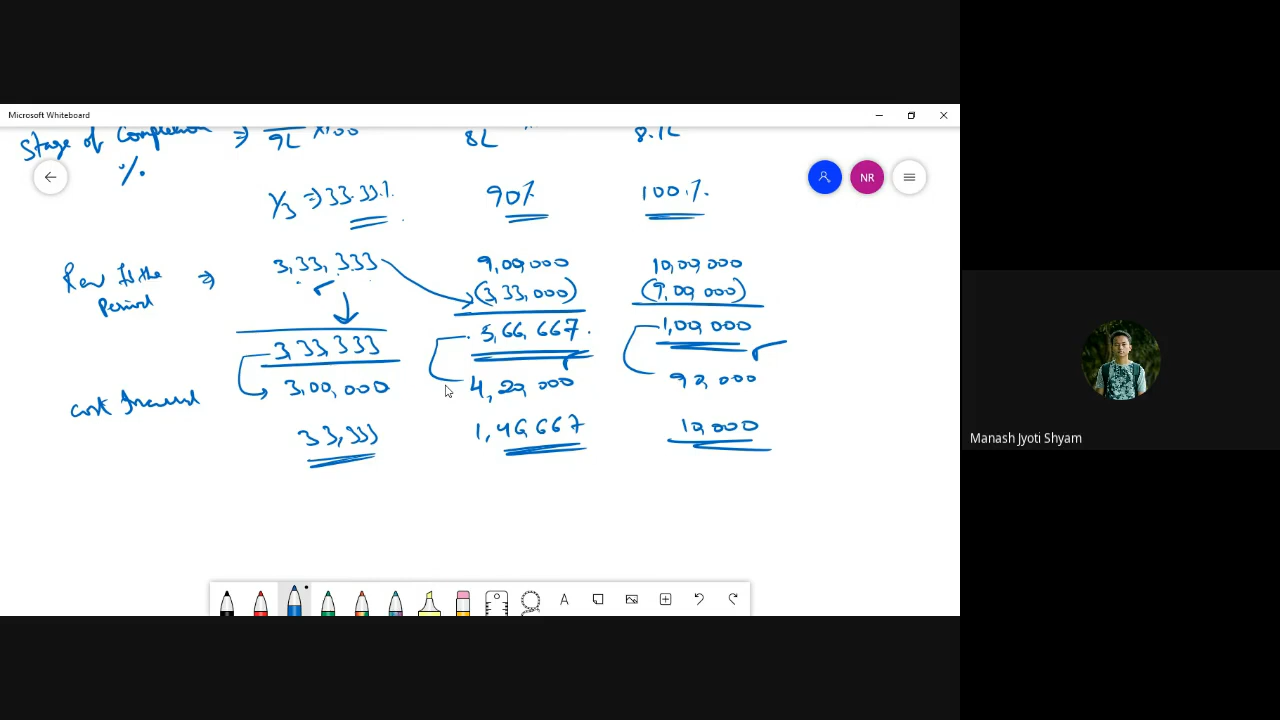 Microsoft Whiteboard
Stage of Completion ⇒ 9L ×100 8L 8.1L
%
NR
1/3 ⇒ 33.33% 90% 100%
Rev for the Period ⇒ 3,33,333 9,00,000 10,00,000
(3,33,000) (9,00,000)
3,33,333 5,66,667 1,00,000
Cost Incurred 3,00,000 4,20,000 90,000
33,333 1,46,667 10,000
Manash Jyoti Shyam